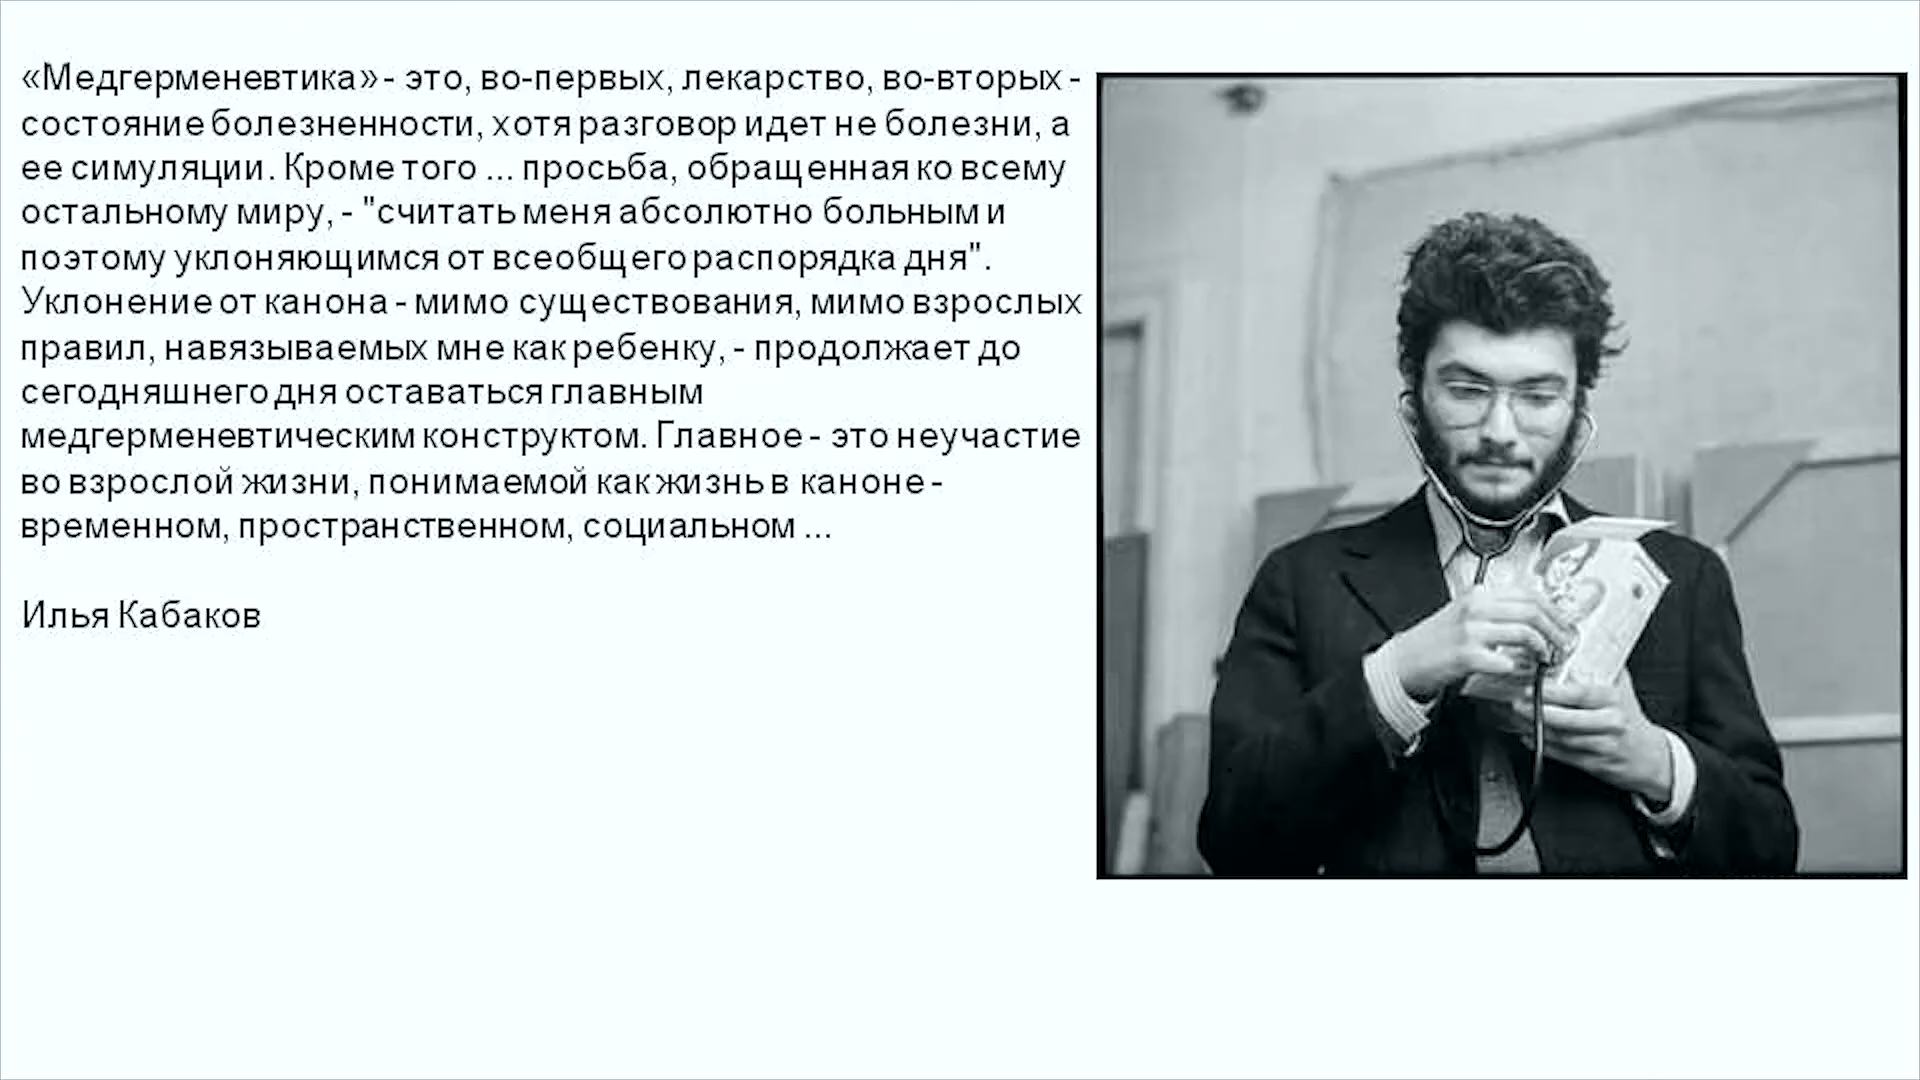 «Медгерменевтика» - это, во-первых, лекарство, во-вторых -
состояние болезненности, хотя разговор идет не болезни, а
ее симуляции. Кроме того ... просьба, обращенная ко всему
остальному миру, - "считать меня абсолютно больным и
поэтому уклоняющимся от всеобщего распорядка дня".
Уклонение от канона - мимо существования, мимо взрослых
правил, навязываемых мне как ребенку, - продолжает до
сегодняшнего дня оставаться главным
медгерменевтическим конструктом. Главное - это неучастие
во взрослой жизни, понимаемой как жизнь в каноне -
временном, пространственном, социальном ...
Илья Кабаков